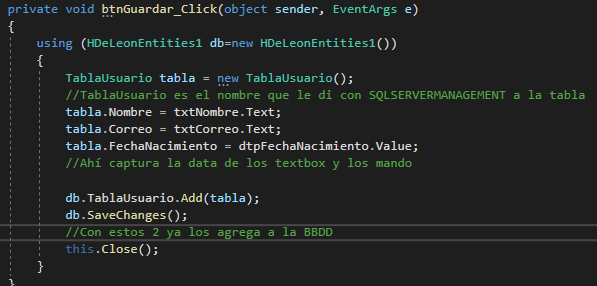 private void btnGuardar_Click(object sender, EventArgs e)
{
using (HDeLeonEntities1 db=new HDeLeonEntities1())
{
TablaUsuario tabla = new TablaUsuario();
//TablaUsuario es el nombre que le di con SQLSERVERMANAGEMENT a la tabla
tabla.Nombre = txtNombre.Text;
tabla.Correo = txtCorreo.Text;
tabla.FechaNacimiento = dtpFechaNacimiento.Value;
//Ahí captura la data de los textbox y los mando
db.TablaUsuario.Add(tabla);
db.SaveChanges();
//Con estos 2 ya los agrega a la BBDD
this.Close();
}
}